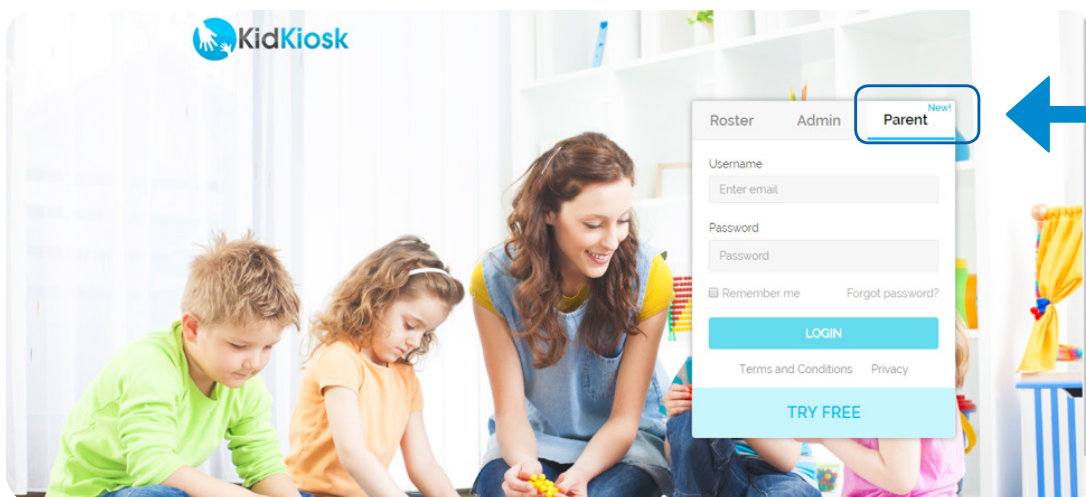 KidKiosk
New!
Roster Admin Parent
Username
Enter email
Password
Password
Remember me Forgot password?
LOGIN
Terms and Conditions Privacy
TRY FREE